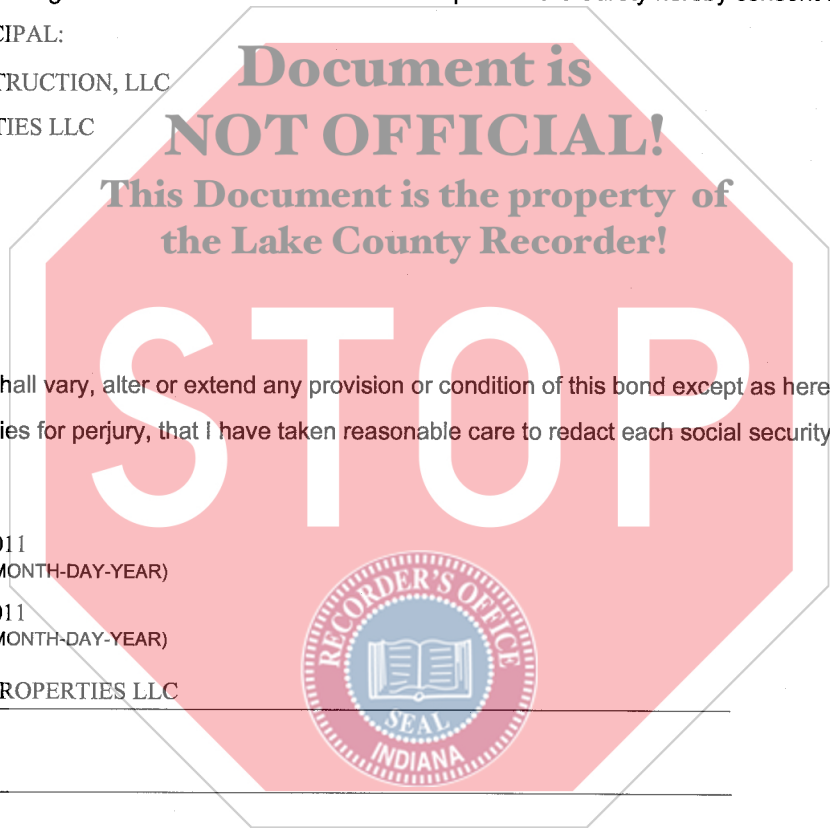 CIPAL:
Document is
TRUCTION, LLC
NOT OFFICIAL!
TIES LLC
This Document is the property of
the Lake County Recorder!
STOP
hall vary, alter or extend any provision or condition of this bond except as here
ies for perjury, that I have taken reasonable care to redact each social security
011
MONTH-DAY-YEAR)
011
MONTH-DAY-YEAR)
RECORDER'S OFFICE
SEAL
INDIANA
ROPERTIES LLC